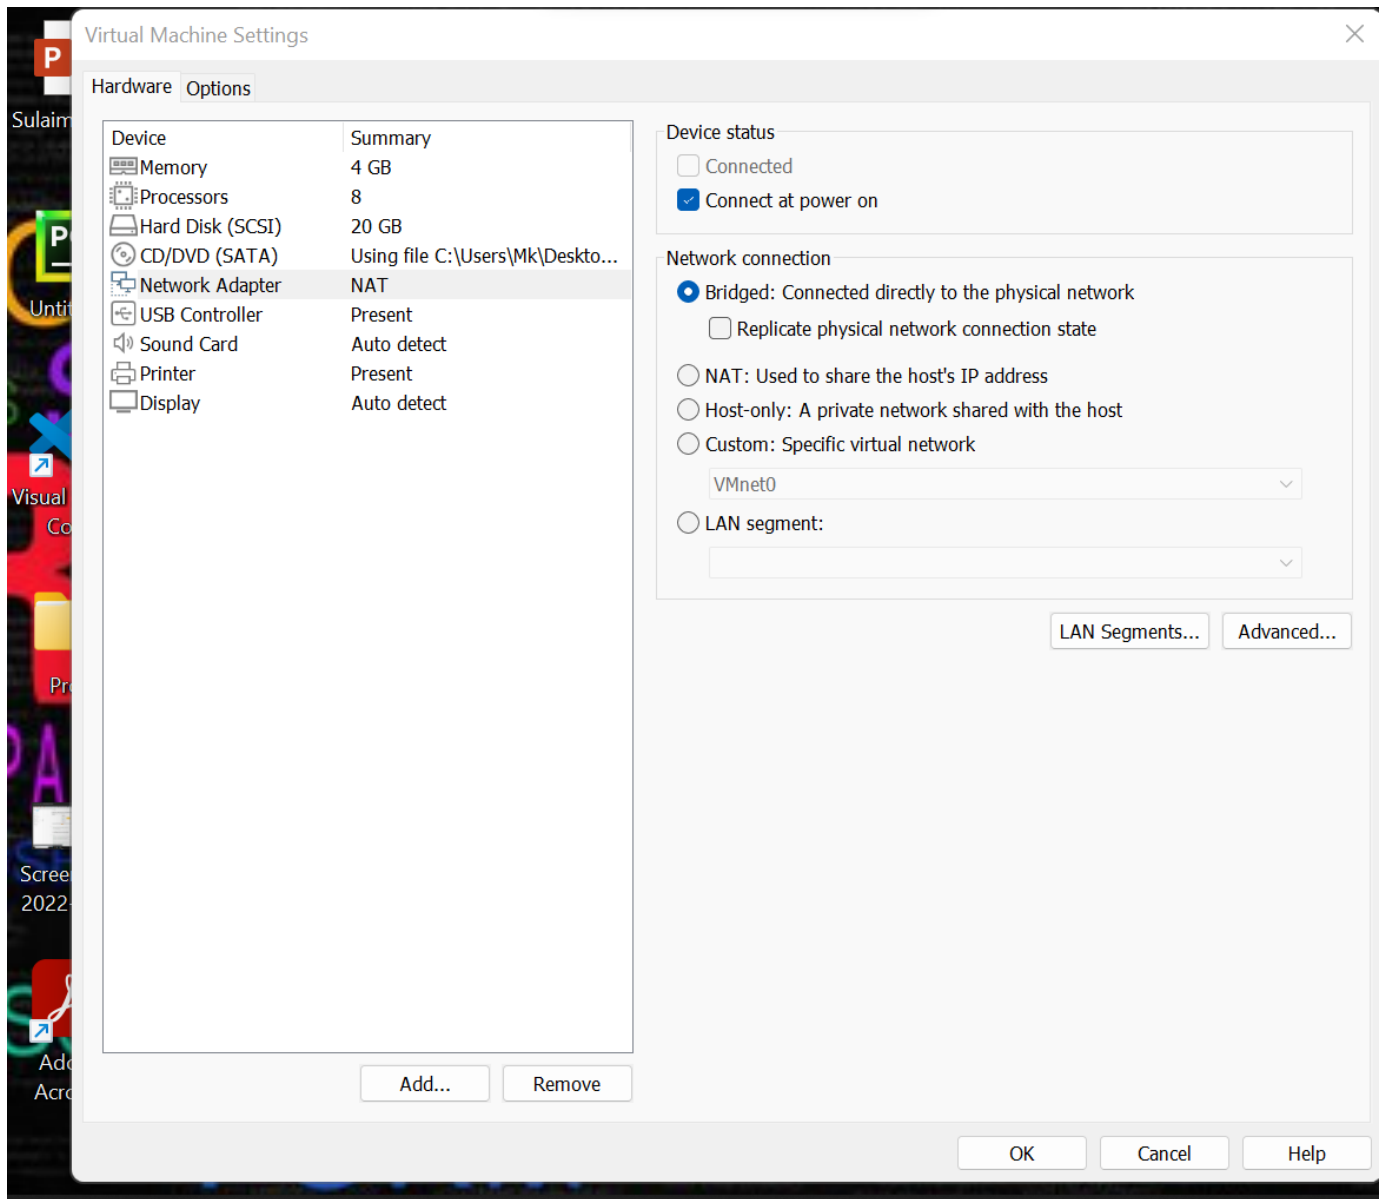 Virtual Machine Settings
Hardware
Options
Device Summary
Memory 4 GB
Processors 8
Hard Disk (SCSI) 20 GB
CD/DVD (SATA) Using file C:\Users\Mk\Deskto...
Network Adapter NAT
USB Controller Present
Sound Card Auto detect
Printer Present
Display Auto detect
Add...
Remove
Device status
Connected
Connect at power on
Network connection
Bridged: Connected directly to the physical network
Replicate physical network connection state
NAT: Used to share the host's IP address
Host-only: A private network shared with the host
Custom: Specific virtual network
VMnet0
LAN segment:
LAN Segments...
Advanced...
OK
Cancel
Help
P
Sulaim
P
Untit
Visual
Co
Pr
PA
Scree
2022-
Ado
Acro